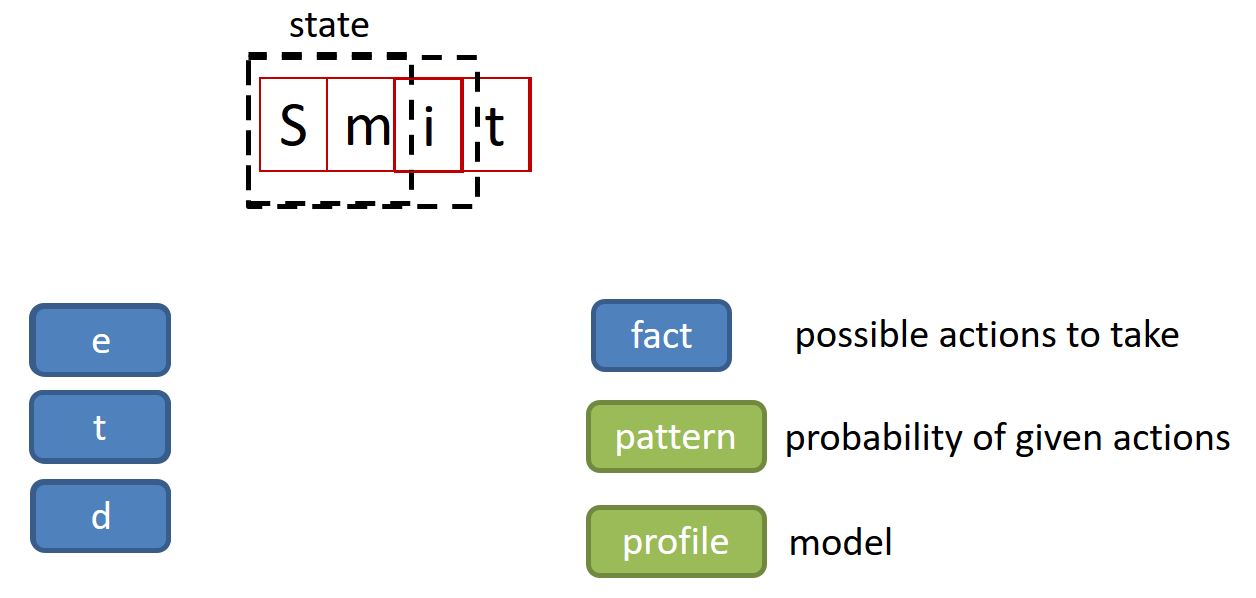 state
S m i t
e
t
d
fact possible actions to take
pattern probability of given actions
profile model